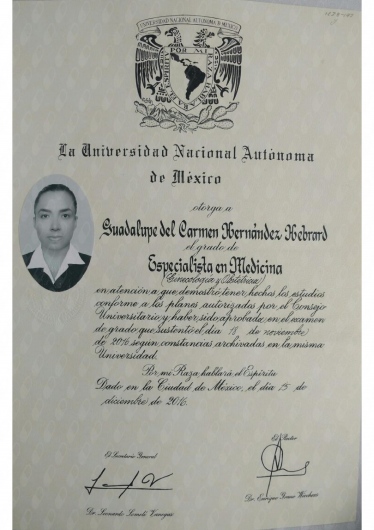 UNIVERSIDAD NACIONAL AUTÓNOMA DE MÉXICO
POR MI RAZA HABLARA EL ESPIRITU
La Universidad Nacional Autónoma
de México
otorga a
Guadalupe del Carmen Hernández Hebrard
el grado de
Especialista en Medicina
(Ginecología y Obstetricia)
en atención a que demostró tener hechos los estudios
conforme a los planes autorizados por el Consejo
Universitario y haber sido aprobada en el examen
de grado que sustentó el día 18 de noviembre
de 2016 según constancias archivadas en la misma
Universidad.
Por mi Raza hablará el Espíritu
Dado en la Ciudad de México, el día 15 de
diciembre de 2016.
El Rector
El Secretario General
Dr. Leonardo Lomelí Vanegas
Dr. Enrique Graue Wiechers